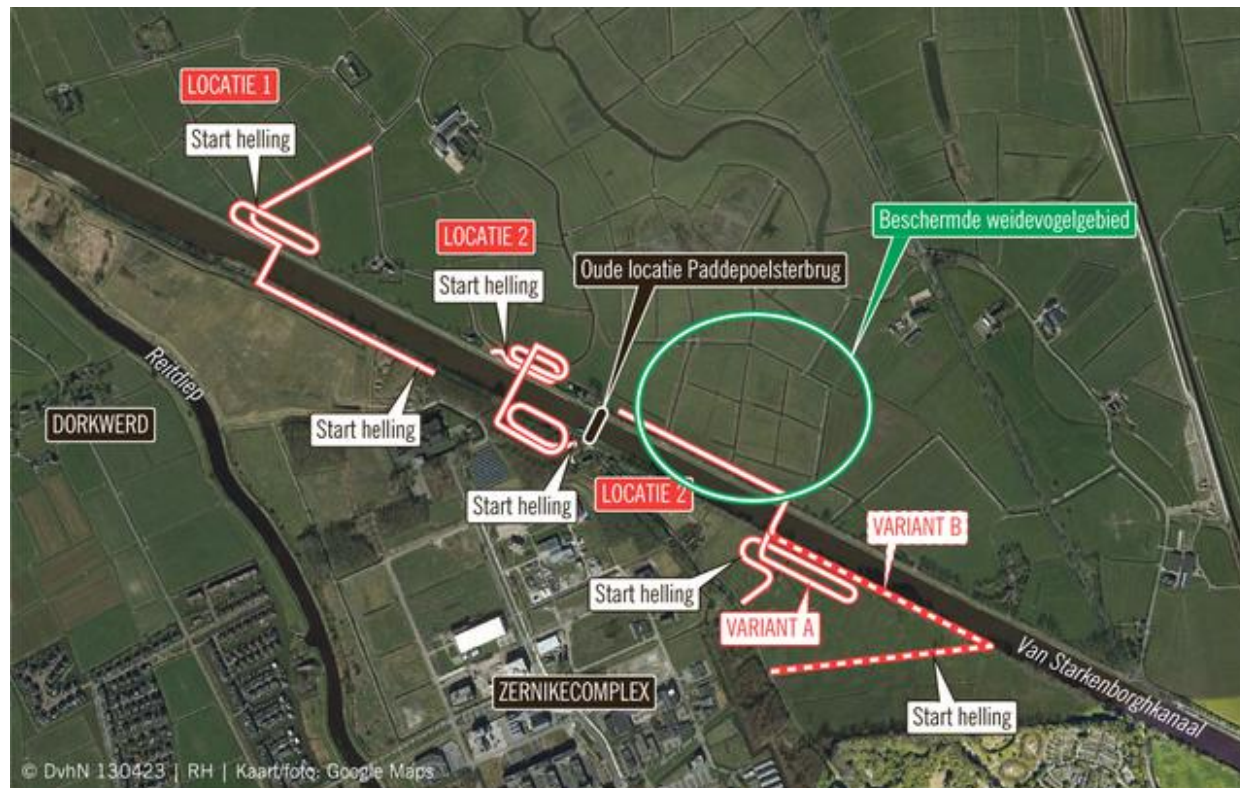 LOCATIE 1
Start helling
LOCATIE 2
Start helling
Beschermde weidevogelgebied
Oude locatie Paddepoelsterbrug
Reitdiep
DORKWERD
Start helling
Start helling
LOCATIE 2
VARIANT B
Start helling
VARIANT A
Van Starkenborghkanaal
ZERNIKECOMPLEX
Start helling
© DvhN 130423 | RH | Kaart/foto: Google Maps